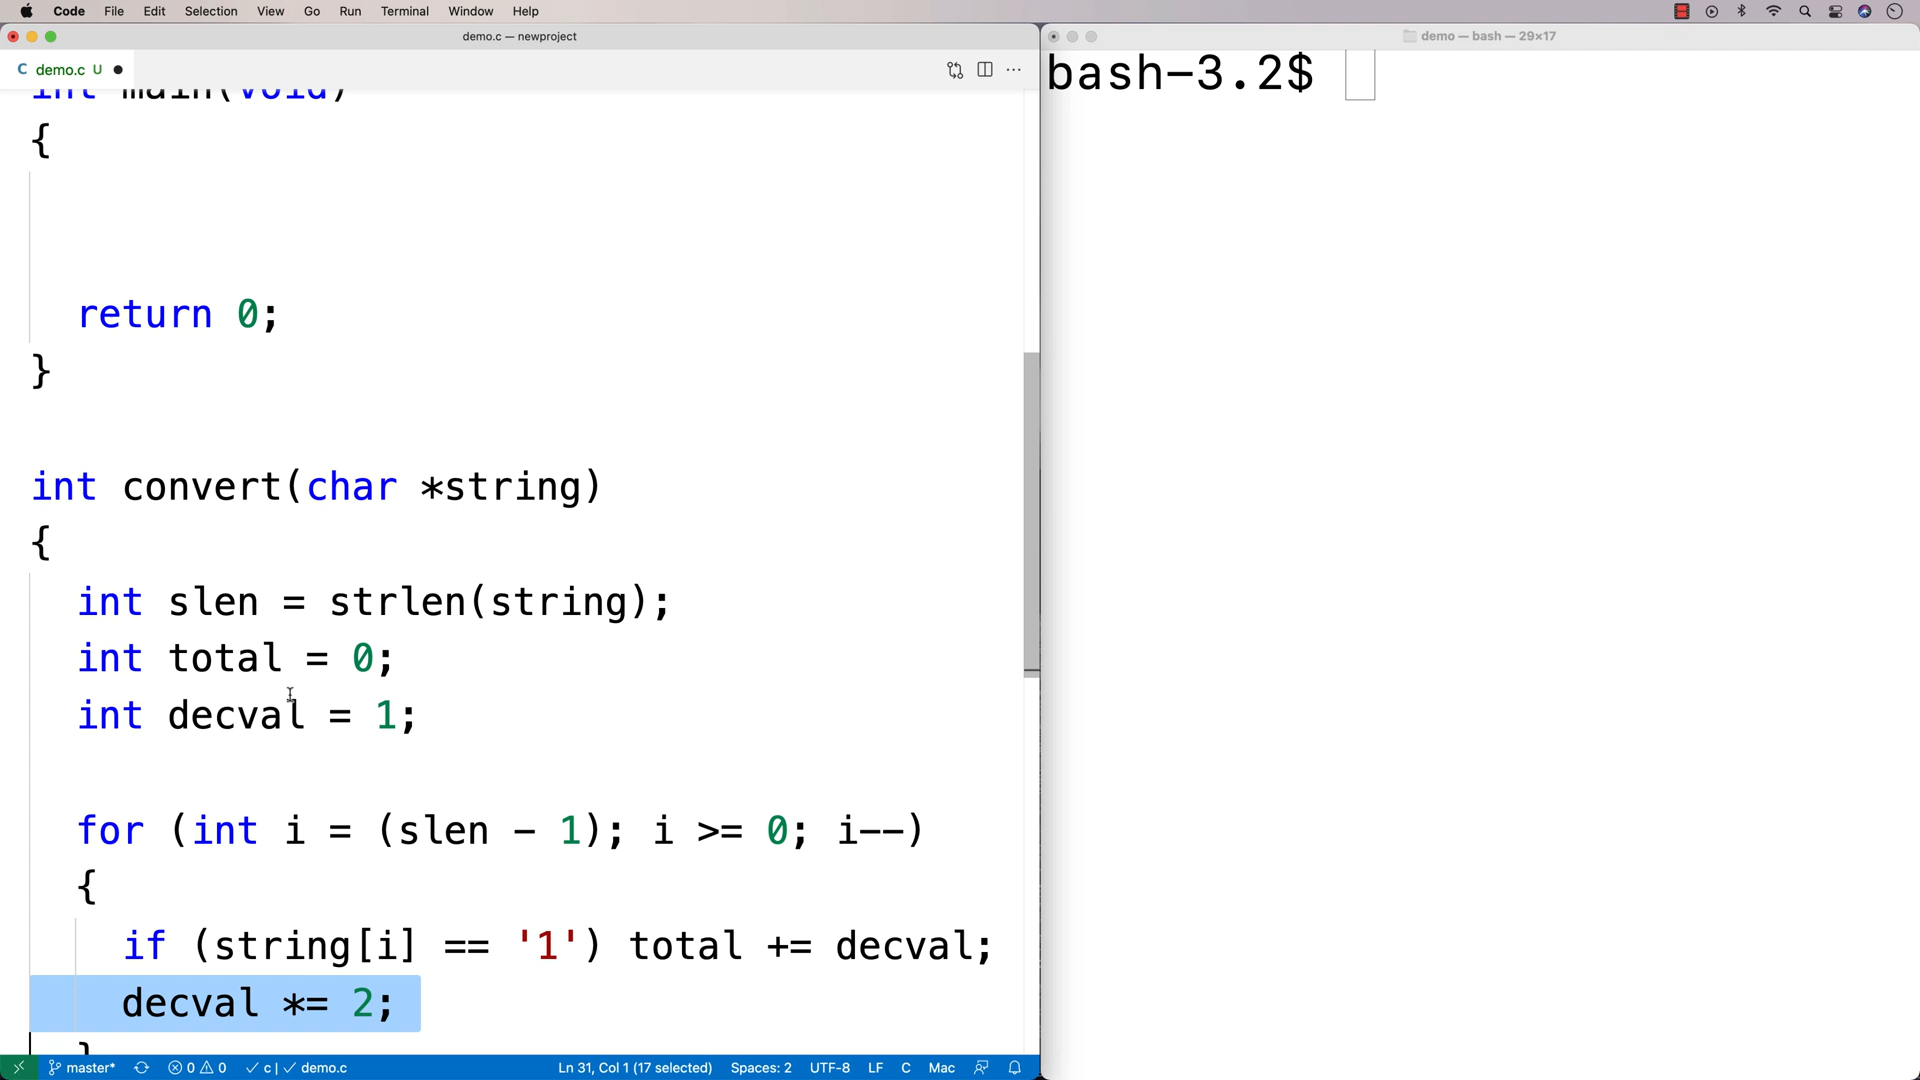 Code File Edit Selection View Go Run Terminal Window Help
demo.c — newproject
C demo.c U
int main(void)
{
return 0;
}
int convert(char *string)
{
int slen = strlen(string);
int total = 0;
int decval = 1;
for (int i = (slen - 1); i >= 0; i--)
{
if (string[i] == '1') total += decval;
decval *= 2;
}
master* 0 0 c | demo.c Ln 31, Col 1 (17 selected) Spaces: 2 UTF-8 LF C Mac
demo — bash — 29×17
bash-3.2$